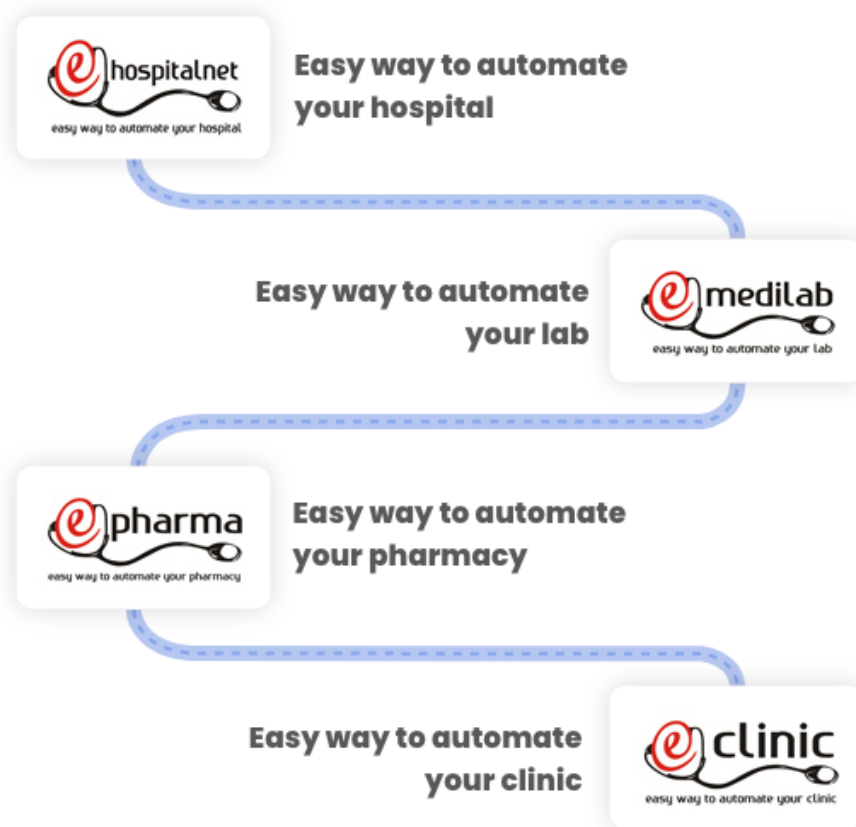 e hospitalnet
easy way to automate your hospital
Easy way to automate
your hospital
Easy way to automate
your lab
e medilab
easy way to automate your lab
e pharma
easy way to automate your pharmacy
Easy way to automate
your pharmacy
Easy way to automate
your clinic
e clinic
easy way to automate your clinic